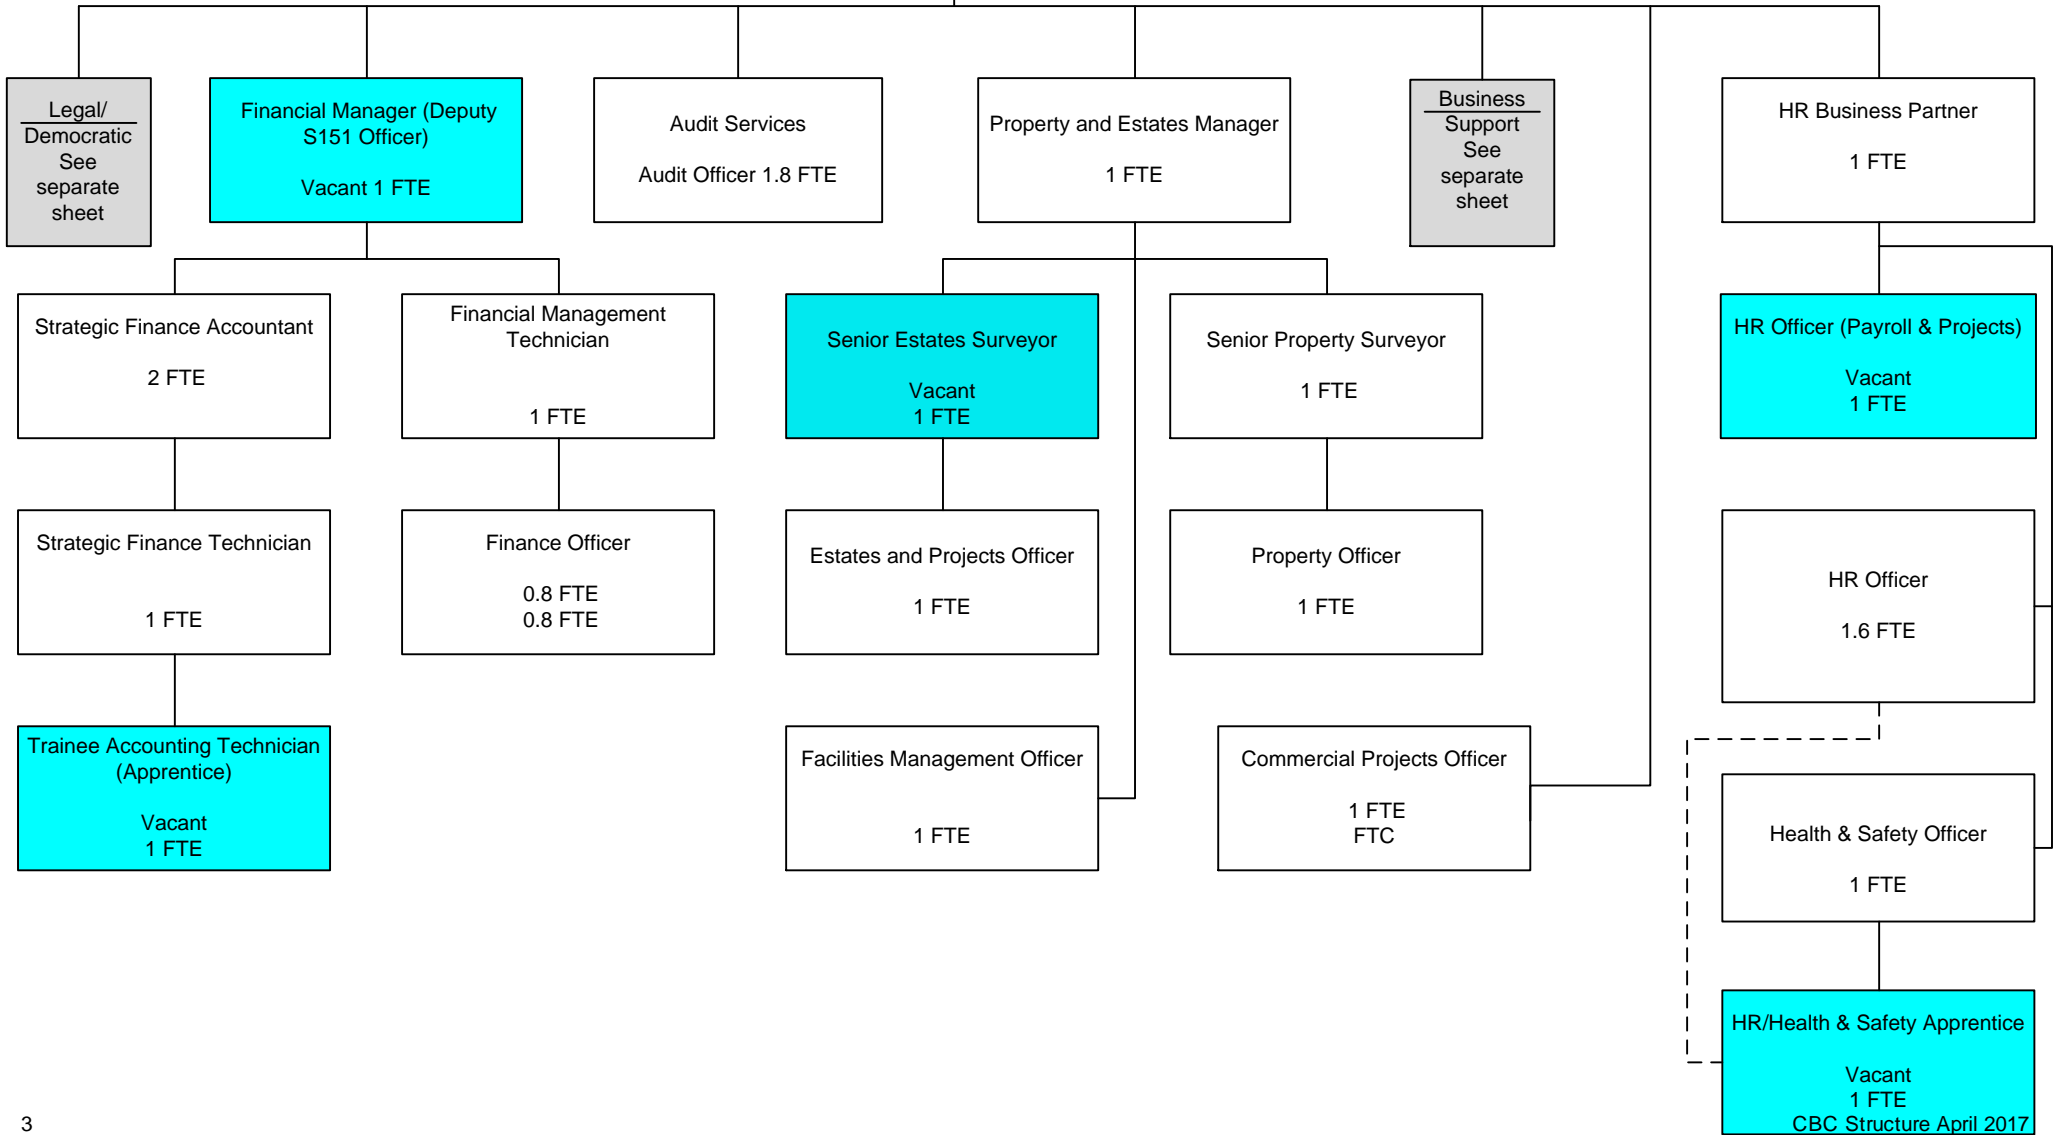 Legal/
Democratic
See
separate
sheet
Financial Manager (Deputy
S151 Officer)
Vacant 1 FTE
Audit Services
Audit Officer 1.8 FTE
Property and Estates Manager
1 FTE
Business
Support
See
separate
sheet
HR Business Partner
1 FTE
Strategic Finance Accountant
2 FTE
Financial Management
Technician
1 FTE
Senior Estates Surveyor
Vacant
1 FTE
Senior Property Surveyor
1 FTE
HR Officer (Payroll & Projects)
Vacant
1 FTE
Strategic Finance Technician
1 FTE
Finance Officer
0.8 FTE
0.8 FTE
Estates and Projects Officer
1 FTE
Property Officer
1 FTE
HR Officer
1.6 FTE
Trainee Accounting Technician
(Apprentice)
Vacant
1 FTE
Facilities Management Officer
1 FTE
Commercial Projects Officer
1 FTE
FTC
Health & Safety Officer
1 FTE
HR/Health & Safety Apprentice
Vacant
1 FTE
3
CBC Structure April 2017